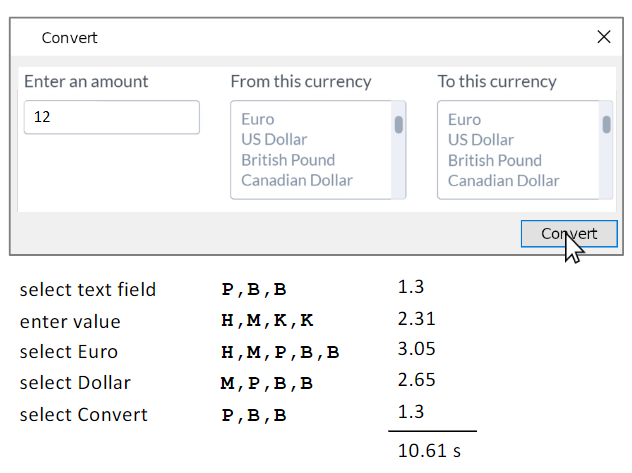 Convert
Enter an amount From this currency To this currency
12
Euro Euro
US Dollar US Dollar
British Pound British Pound
Canadian Dollar Canadian Dollar
Convert
select text field P,B,B 1.3
enter value H,M,K,K 2.31
select Euro H,M,P,B,B 3.05
select Dollar M,P,B,B 2.65
select Convert P,B,B 1.3
10.61 s